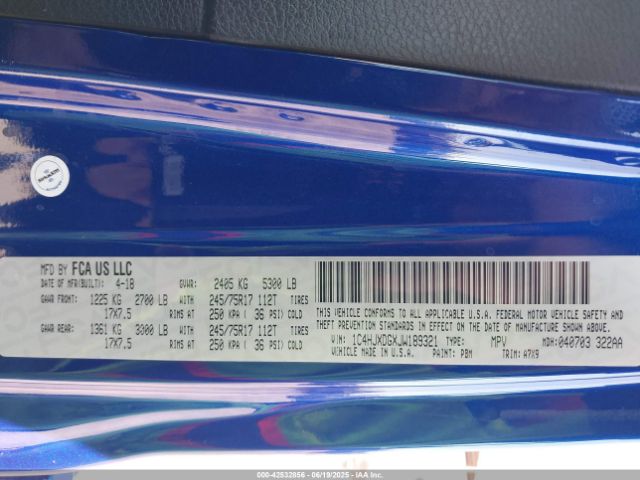 SiriusXM
MFD BY FCA US LLC
DATE OF MFR(BUILT): 4-18 GVWR: 2405 KG 5300 LB
GAWR FRONT: 1225 KG 2700 LB WITH 245/75R17 112T TIRES
17X7.5 RIMS AT 250 KPA ( 36 PSI) COLD
GAWR REAR: 1361 KG 3000 LB WITH 245/75R17 112T TIRES
17X7.5 RIMS AT 250 KPA ( 36 PSI) COLD
THIS VEHICLE CONFORMS TO ALL APPLICABLE U.S.A. FEDERAL MOTOR VEHICLE SAFETY AND
THEFT PREVENTION STANDARDS IN EFFECT ON THE DATE OF MANUFACTURE SHOWN ABOVE.
VIN: 1C4HJXDGXJW189321 TYPE: MPV MDH: 040703 322AA
VEHICLE MADE IN U.S.A. PAINT: PBM TRIM: A7X9
000-42532856 - 06/19/2025 - IAAI.COM